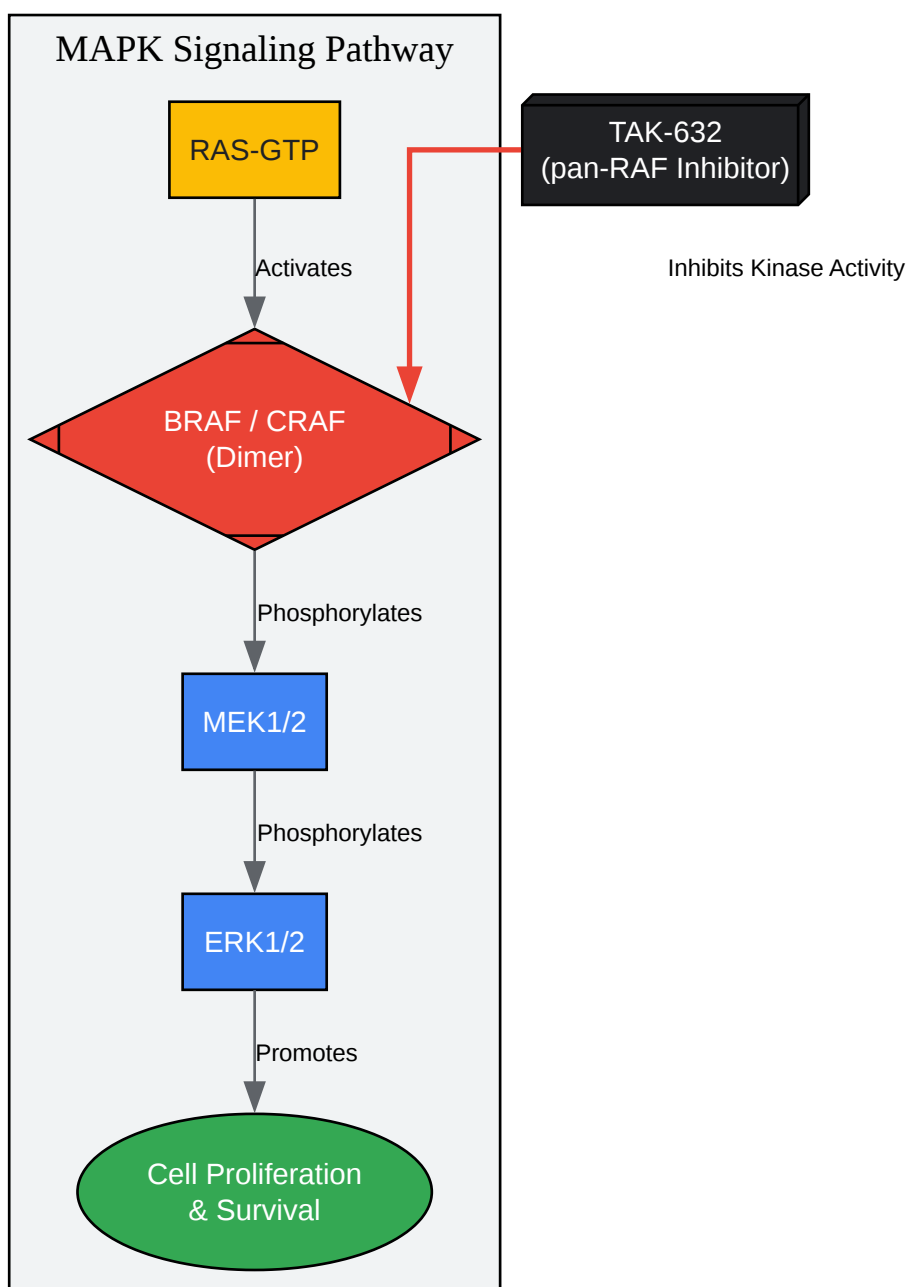 MAPK Signaling Pathway
RAS-GTP
TAK-632
(pan-RAF Inhibitor)
Activates
Inhibits Kinase Activity
BRAF / CRAF
(Dimer)
Phosphorylates
MEK1/2
Phosphorylates
ERK1/2
Promotes
Cell Proliferation
& Survival